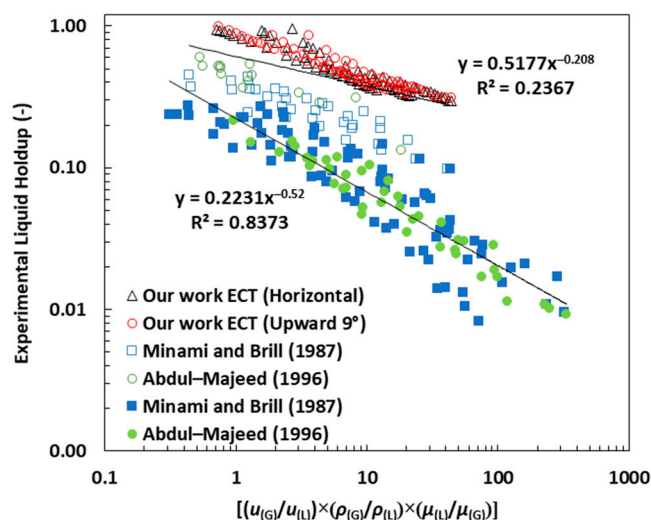 1.00
y = 0.5177x⁻⁰·²⁰⁸
R² = 0.2367
Experimental Liquid Holdup (-)
0.10
y = 0.2231x⁻⁰·⁵²
R² = 0.8373
0.01
Our work ECT (Horizontal)
Our work ECT (Upward 9°)
Minami and Brill (1987)
Abdul–Majeed (1996)
Minami and Brill (1987)
Abdul–Majeed (1996)
0.00
0.1 1 10 100 1000
[(u(G)/u(L))×(ρ(G)/ρ(L))×(μ(L)/μ(G))]